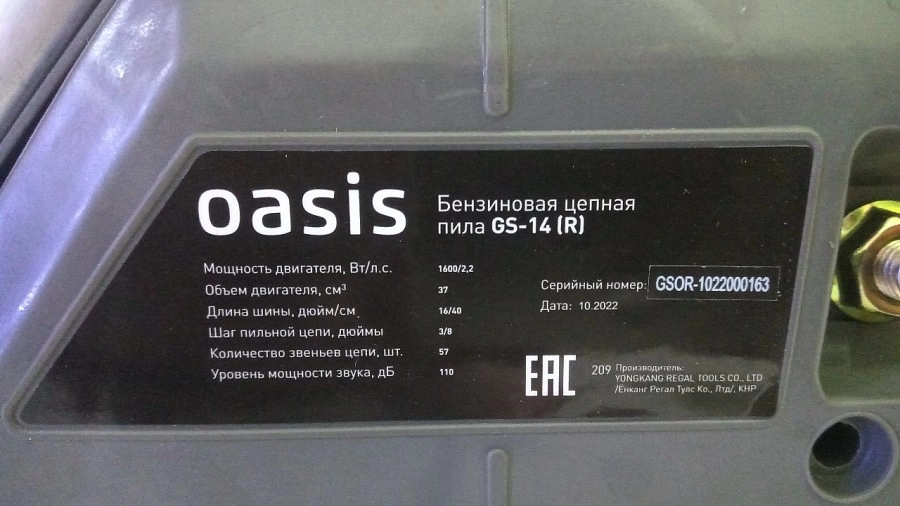 oasis
Бензиновая цепная
пила GS-14 (R)
Мощность двигателя, Вт/л.с. 1600/2,2
Объем двигателя, см³ 37
Длина шины, дюйм/см 16/40
Шаг пильной цепи, дюймы 3/8
Количество звеньев цепи, шт. 57
Уровень мощности звука, дБ 110
Серийный номер: GSOR-1022000163
Дата: 10.2022
EAC
209 Производитель:
YONGKANG REGAL TOOLS CO., LTD
/Енканг Регал Тулс Ко., Лтд/, КНР